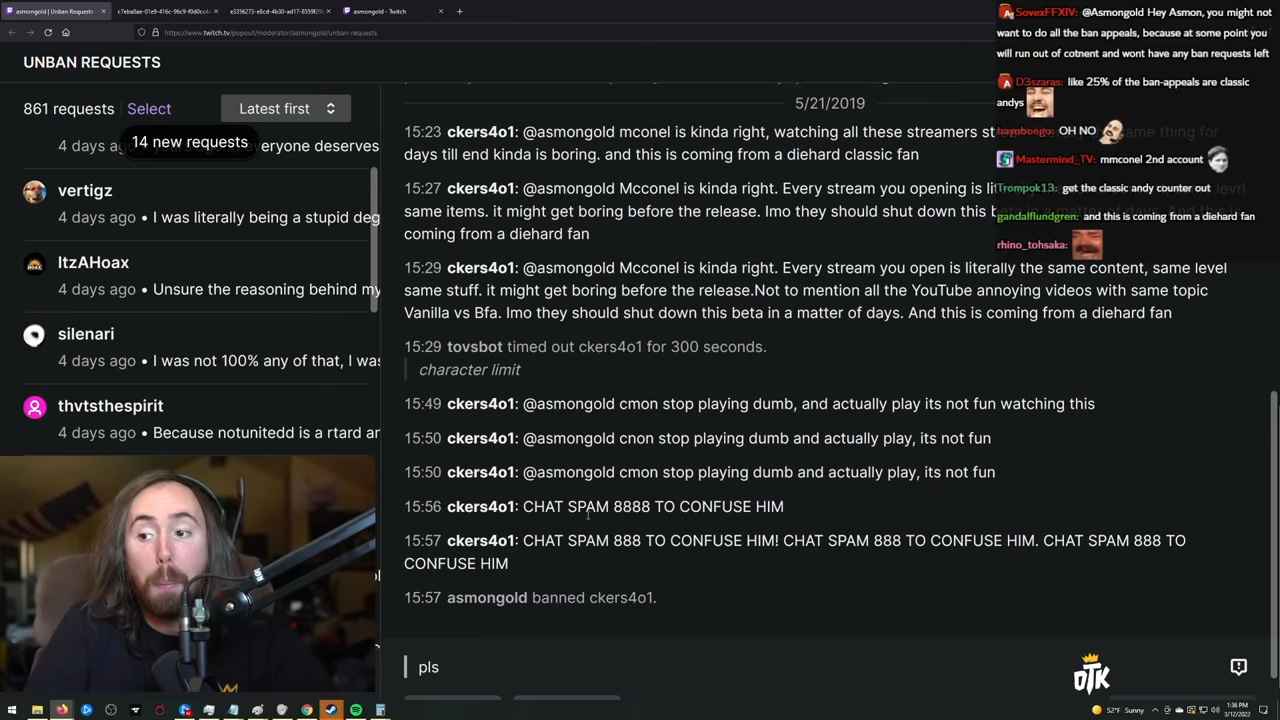 asmongold | Unban Requests -
c7eba8ae-01e9-416c-96c9-f0d0cc4
e3356273-e8cd-4b30-ad17-8559f29
asmongold - Twitch
https://www.twitch.tv/popout/moderator/asmongold/unban-requests
UNBAN REQUESTS
861 requests Select Latest first
14 new requests
4 days ag eryone deserves
vertigz
4 days ago • I was literally being a stupid deg
ItzAHoax
4 days ago • Unsure the reasoning behind my
silenari
4 days ago • I was not 100% any of that, I was
thvtsthespirit
4 days ago • Because notunitedd is a rtard ar
5/21/2019
15:23 ckers4o1: @asmongold mconel is kinda right, watching all these streamers st me thing for
days till end kinda is boring. and this is coming from a diehard classic fan
15:27 ckers4o1: @asmongold Mcconel is kinda right. Every stream you opening is li
same items. it might get boring before the release. Imo they should shut down this
coming from a diehard fan
15:29 ckers4o1: @asmongold Mcconel is kinda right. Every stream you open is literally the same content, same level
same stuff. it might get boring before the release.Not to mention all the YouTube annoying videos with same topic
Vanilla vs Bfa. Imo they should shut down this beta in a matter of days. And this is coming from a diehard fan
15:29 tovsbot timed out ckers4o1 for 300 seconds.
character limit
15:49 ckers4o1: @asmongold cmon stop playing dumb, and actually play its not fun watching this
15:50 ckers4o1: @asmongold cnon stop playing dumb and actually play, its not fun
15:50 ckers4o1: @asmongold cmon stop playing dumb and actually play, its not fun
15:56 ckers4o1: CHAT SPAM 8888 TO CONFUSE HIM
15:57 ckers4o1: CHAT SPAM 888 TO CONFUSE HIM! CHAT SPAM 888 TO CONFUSE HIM. CHAT SPAM 888 TO
CONFUSE HIM
15:57 asmongold banned ckers4o1.
pls
SovexFFXIV: @Asmongold Hey Asmon, you might not
want to do all the ban appeals, because at some point you
will run out of cotnent and wont have any ban requests left
D3szaras: like 25% of the ban-appeals are classic
andys
bayobongo: OH NO
Mastermind_TV: mmconel 2nd account
Trompok13: get the classic andy counter out
gandalflundgren: and this is coming from a diehard fan
rhino_tohsaka:
OTK
52°F Sunny
1:36 PM
3/12/2022